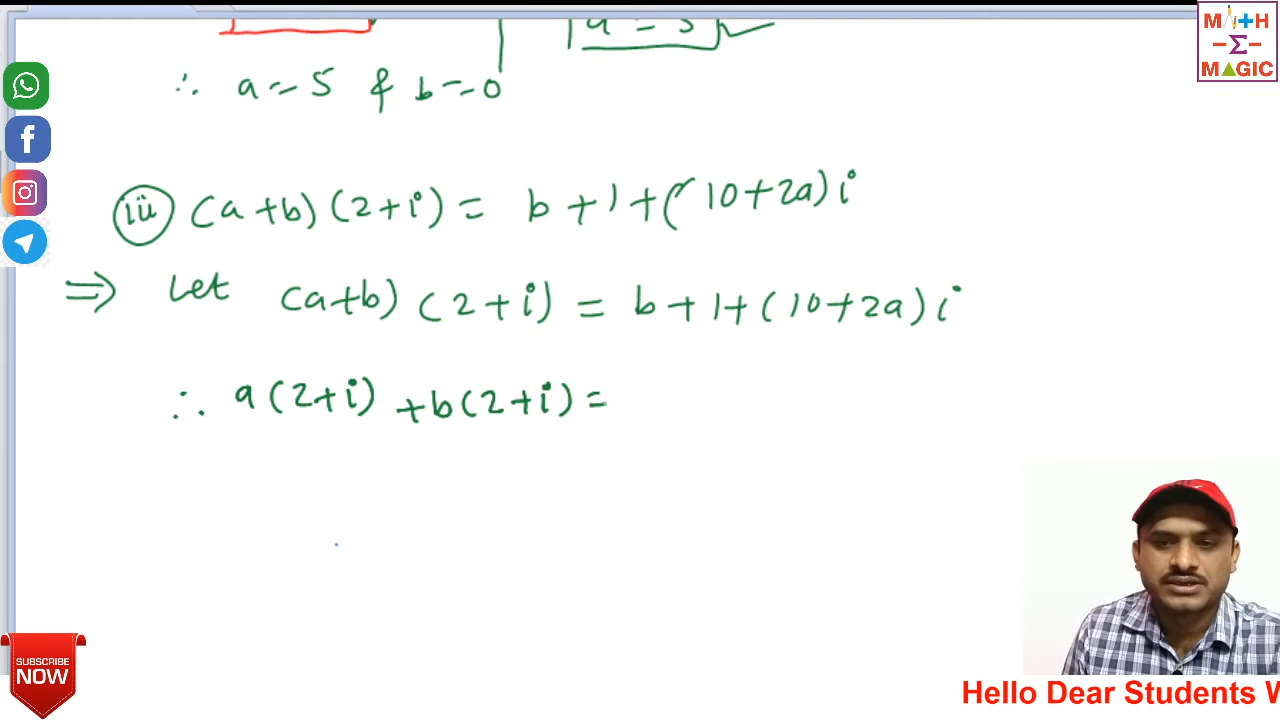 a = 5
MATH
-Σ-
MAGIC
∴ a = 5 & b = 0
(iii) (a+b)(2+i) = b+1+(10+2a)i
⇒ Let (a+b)(2+i) = b+1+(10+2a)i
∴ a(2+i) +b(2+i) =
SUBSCRIBE
NOW
Hello Dear Students W